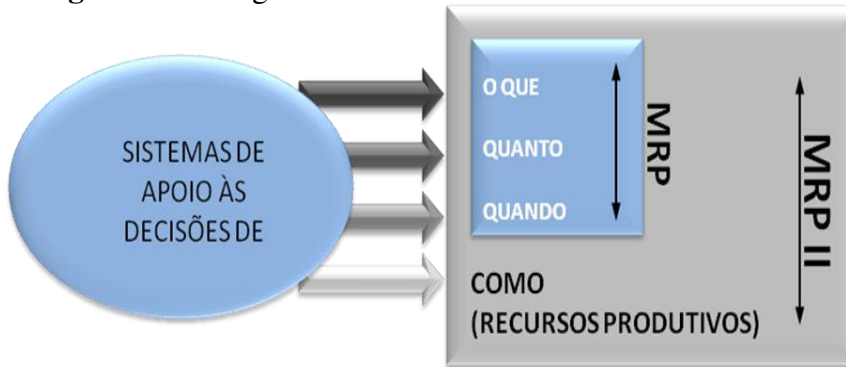 SISTEMAS DE
APOIO ÀS
DECISÕES DE
O QUE
QUANTO
QUANDO
MRP
COMO
(RECURSOS PRODUTIVOS)
MRP II